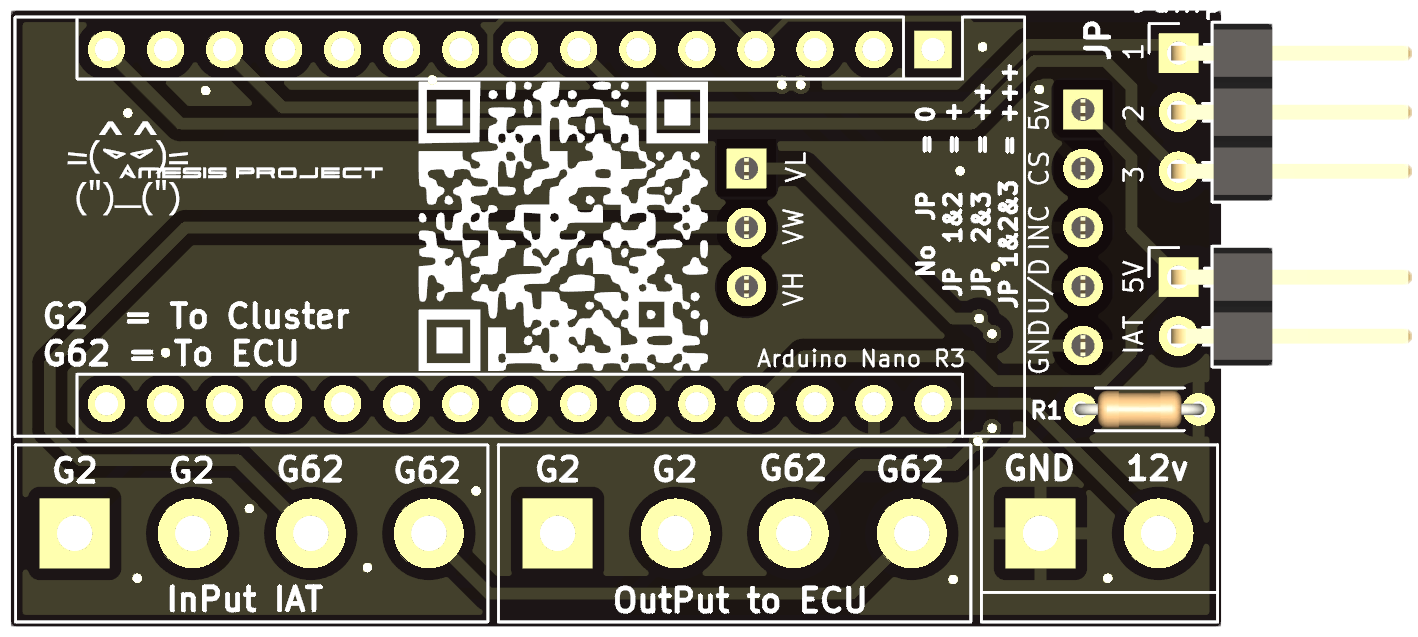 JP
1
2
3
5v
CS
INC
U/D
GND
5V
IAT
No JP = 0
JP 1&2 = +
JP 2&3 = ++
JP 1&2&3 = +++
VL
VW
VH
=(
)=
AMESIS PROJECT
(")_(")
G2 = To Cluster
G62 = To ECU
Arduino Nano R3
R1
G2 G2 G62 G62
G2 G2 G62 G62
GND 12v
InPut IAT
OutPut to ECU